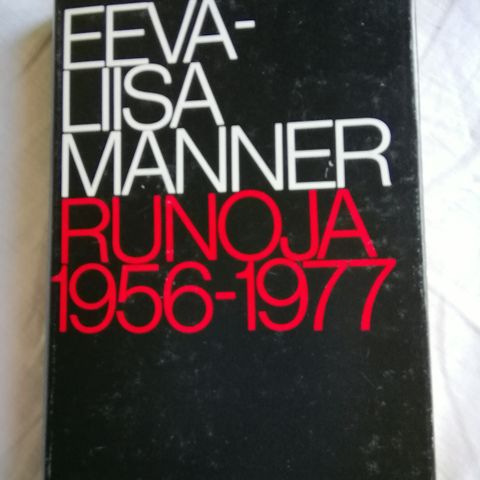 EEVA-
LIISA
MANNER
RUNOJA
1956-1977